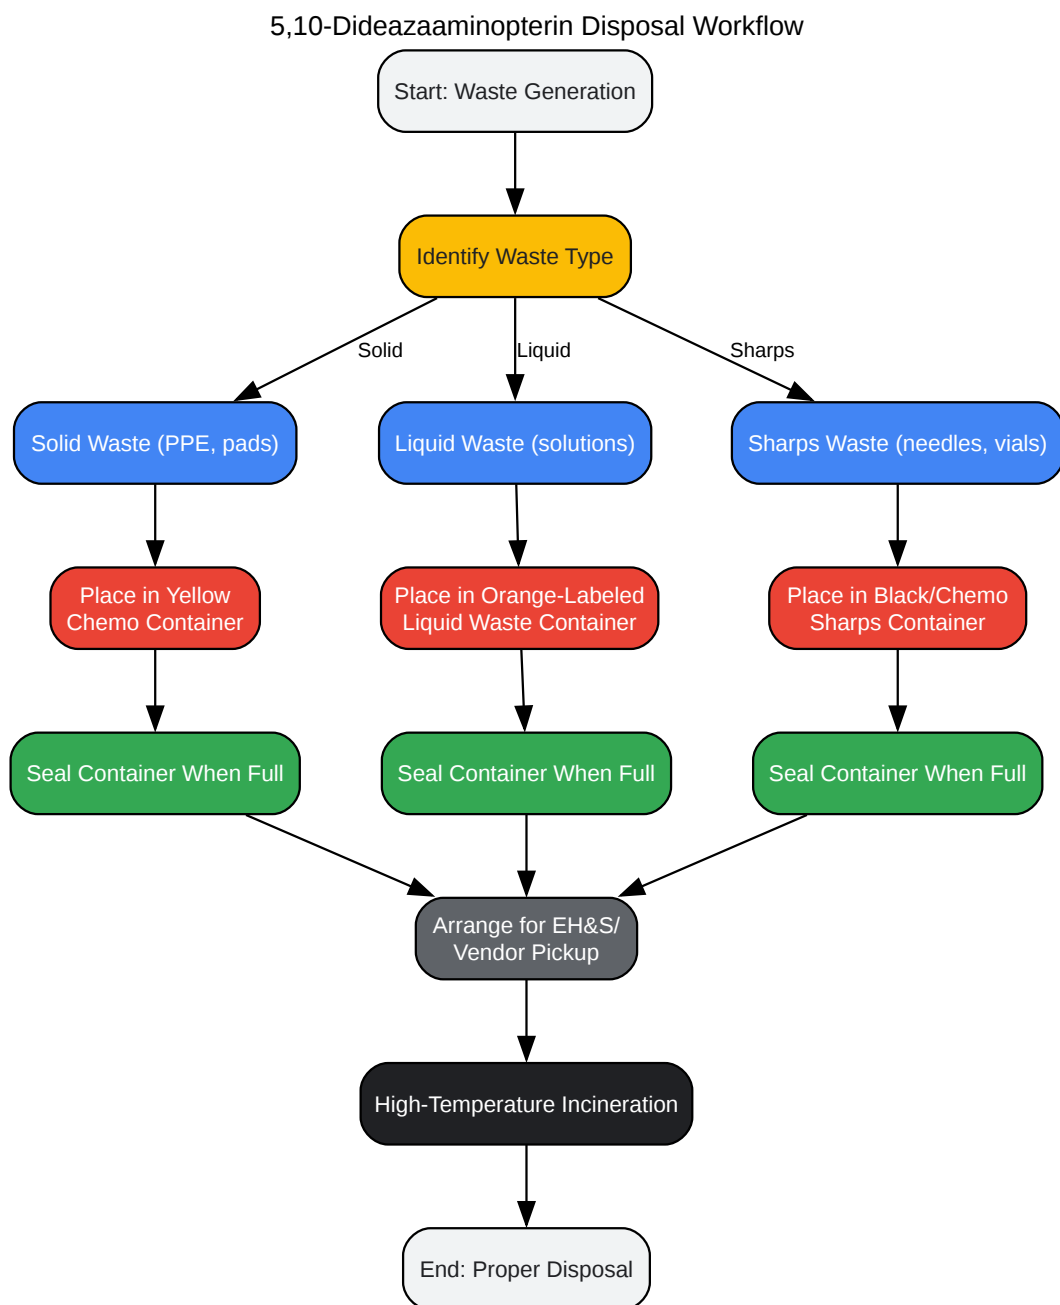 5,10-Dideazaaminopterin Disposal Workflow
Start: Waste Generation
Identify Waste Type
Solid
Liquid
Sharps
Solid Waste (PPE, pads)
Liquid Waste (solutions)
Sharps Waste (needles, vials)
Place in Yellow
Chemo Container
Place in Orange-Labeled
Liquid Waste Container
Place in Black/Chemo
Sharps Container
Seal Container When Full
Seal Container When Full
Seal Container When Full
Arrange for EH&S/
Vendor Pickup
High-Temperature Incineration
End: Proper Disposal